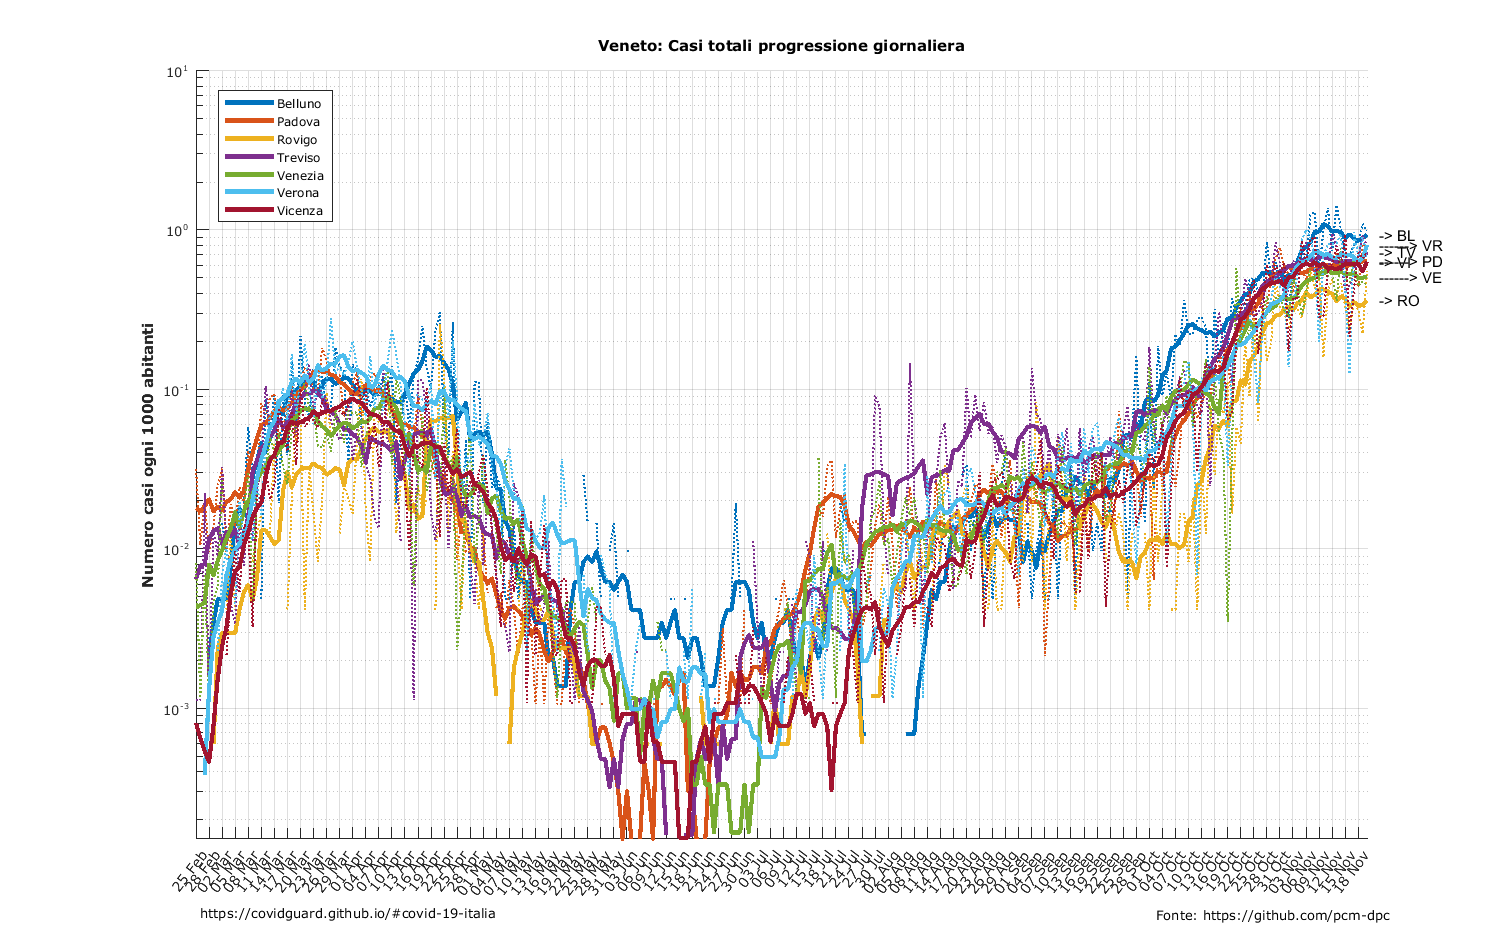 Veneto: Casi totali progressione giornaliera
10^1
10^0
10^-1
10^-2
10^-3
Numero casi ogni 1000 abitanti
Belluno
Padova
Rovigo
Treviso
Venezia
Verona
Vicenza
-> BL
------> VR
-> TV
-> VI
------> PD
------> VE
-> RO
25 Feb
28 Feb
02 Mar
05 Mar
08 Mar
11 Mar
14 Mar
17 Mar
20 Mar
23 Mar
26 Mar
29 Mar
01 Apr
04 Apr
07 Apr
10 Apr
13 Apr
16 Apr
19 Apr
22 Apr
25 Apr
28 Apr
01 May
04 May
07 May
10 May
13 May
16 May
19 May
22 May
25 May
28 May
31 May
03 Jun
06 Jun
09 Jun
12 Jun
15 Jun
18 Jun
21 Jun
24 Jun
27 Jun
30 Jun
03 Jul
06 Jul
09 Jul
12 Jul
15 Jul
18 Jul
21 Jul
24 Jul
27 Jul
30 Jul
02 Aug
05 Aug
08 Aug
11 Aug
14 Aug
17 Aug
20 Aug
23 Aug
26 Aug
29 Aug
01 Sep
04 Sep
07 Sep
10 Sep
13 Sep
16 Sep
19 Sep
22 Sep
25 Sep
28 Sep
01 Oct
04 Oct
07 Oct
10 Oct
13 Oct
16 Oct
19 Oct
22 Oct
25 Oct
28 Oct
31 Oct
03 Nov
06 Nov
09 Nov
12 Nov
15 Nov
18 Nov
https://covidguard.github.io/#covid-19-italia
Fonte: https://github.com/pcm-dpc